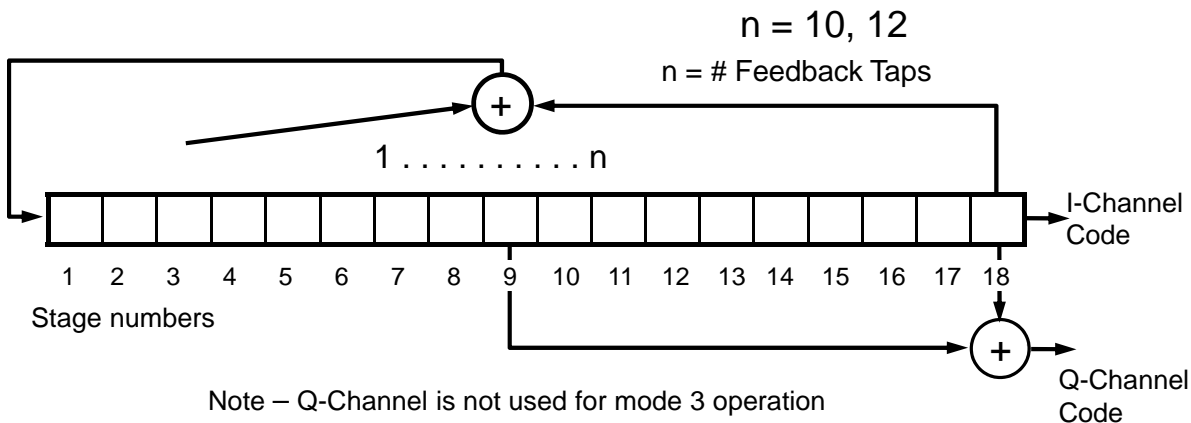 n = 10, 12
n = # Feedback Taps
+
1 . . . . . . . . . . n
I-Channel
Code
1 2 3 4 5 6 7 8 9 10 11 12 13 14 15 16 17 18
Stage numbers
+
Q-Channel
Code
Note – Q-Channel is not used for mode 3 operation